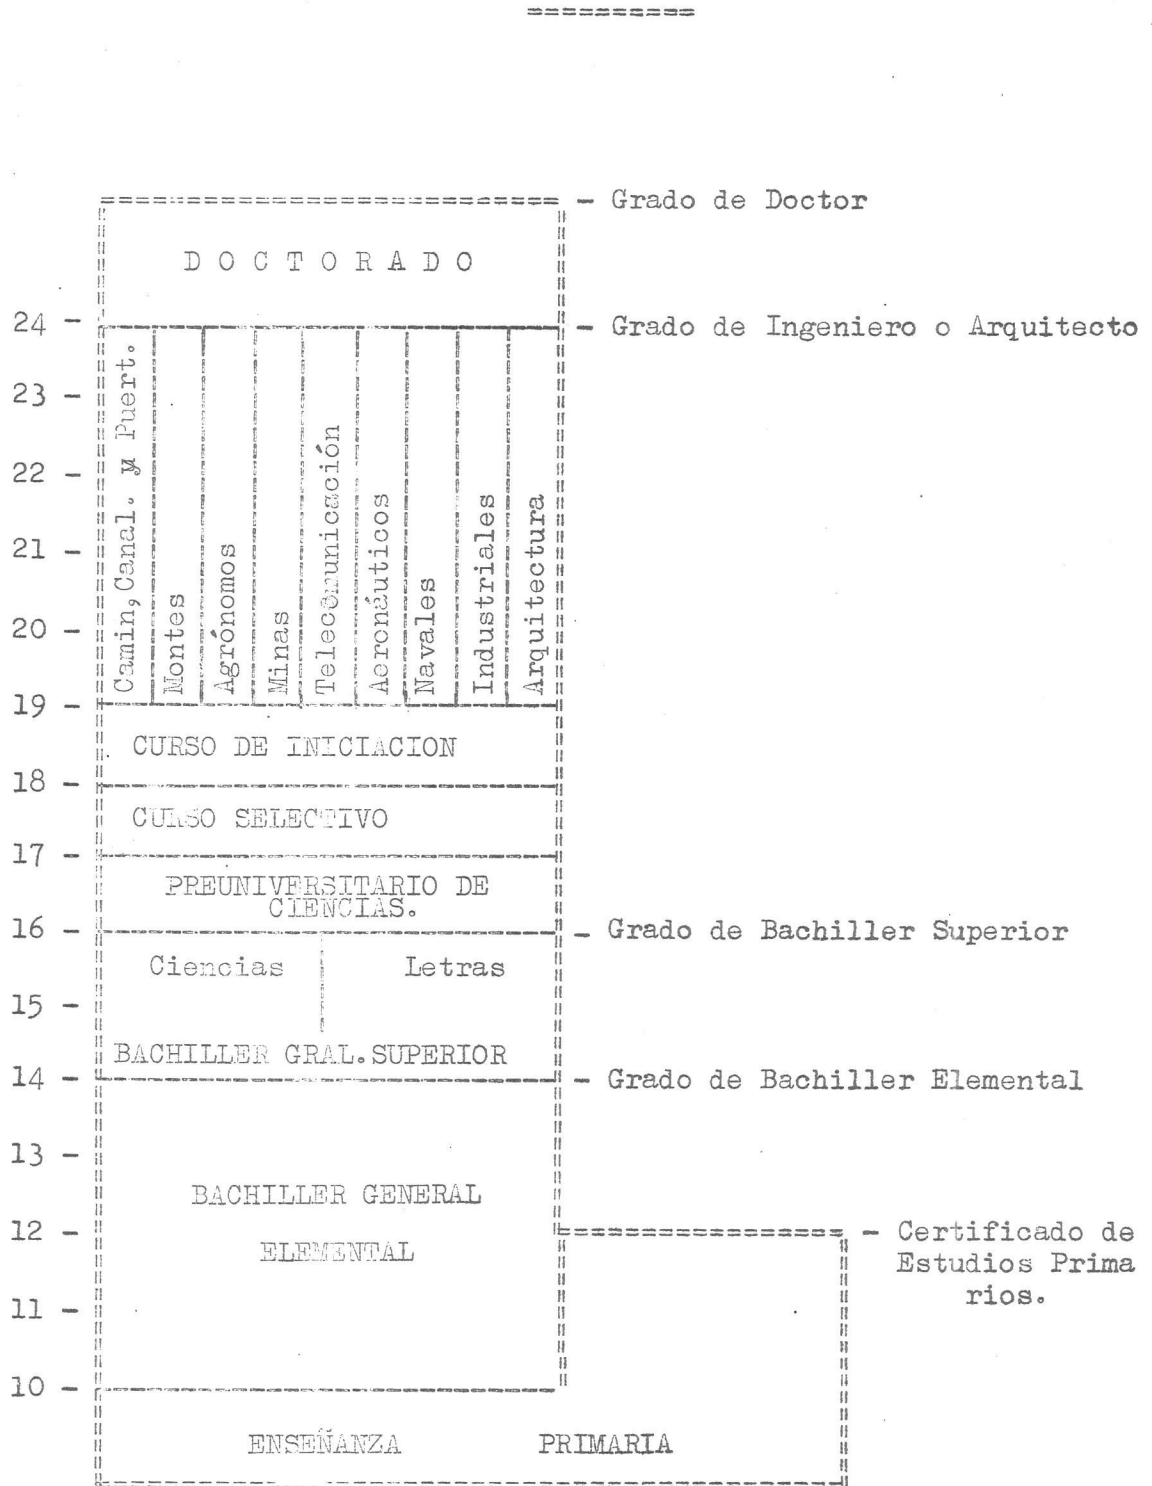 - Grado de Doctor
DOCTORADO
24 -
- Grado de Ingeniero o Arquitecto
23 -
22 -
21 -
20 -
19 -
Camin, Canal. y Puert.
Montes
Agrónomos
Minas
Telecomunicación
Aeronáuticos
Navales
Industriales
Arquitectura
CURSO DE INICIACION
18 -
CURSO SELECTIVO
17 -
PREUNIVERSITARIO DE
CIENCIAS.
16 -
- Grado de Bachiller Superior
Ciencias
Letras
15 -
BACHILLER GRAL. SUPERIOR
14 -
- Grado de Bachiller Elemental
13 -
BACHILLER GENERAL
12 -
- Certificado de
ELEMENTAL
Estudios Prima
rios.
11 -
10 -
ENSEÑANZA PRIMARIA